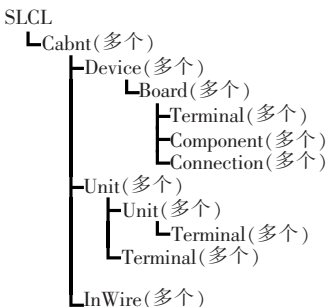 SLCL
Cabnt(多个)
Device(多个)
Board(多个)
Terminal(多个)
Component(多个)
Connection(多个)
Unit(多个)
Unit(多个)
Terminal(多个)
Terminal(多个)
InWire(多个)